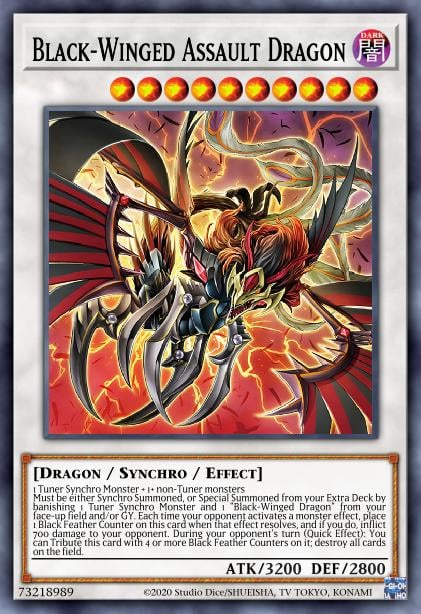 Black-Winged Assault Dragon
DARK
闇
[Dragon / Synchro / Effect]
1 Tuner Synchro Monster + 1+ non-Tuner monsters
Must be either Synchro Summoned, or Special Summoned from your Extra Deck by
banishing 1 Tuner Synchro Monster and 1 "Black-Winged Dragon" from your
face-up field and/or GY. Each time your opponent activates a monster effect, place
1 Black Feather Counter on this card when that effect resolves, and if you do, inflict
700 damage to your opponent. During your opponent's turn (Quick Effect): You
can Tribute this card with 4 or more Black Feather Counters on it; destroy all cards
on the field.
ATK/3200 DEF/2800
73218989
©2020 Studio Dice/SHUEISHA, TV TOKYO, KONAMI